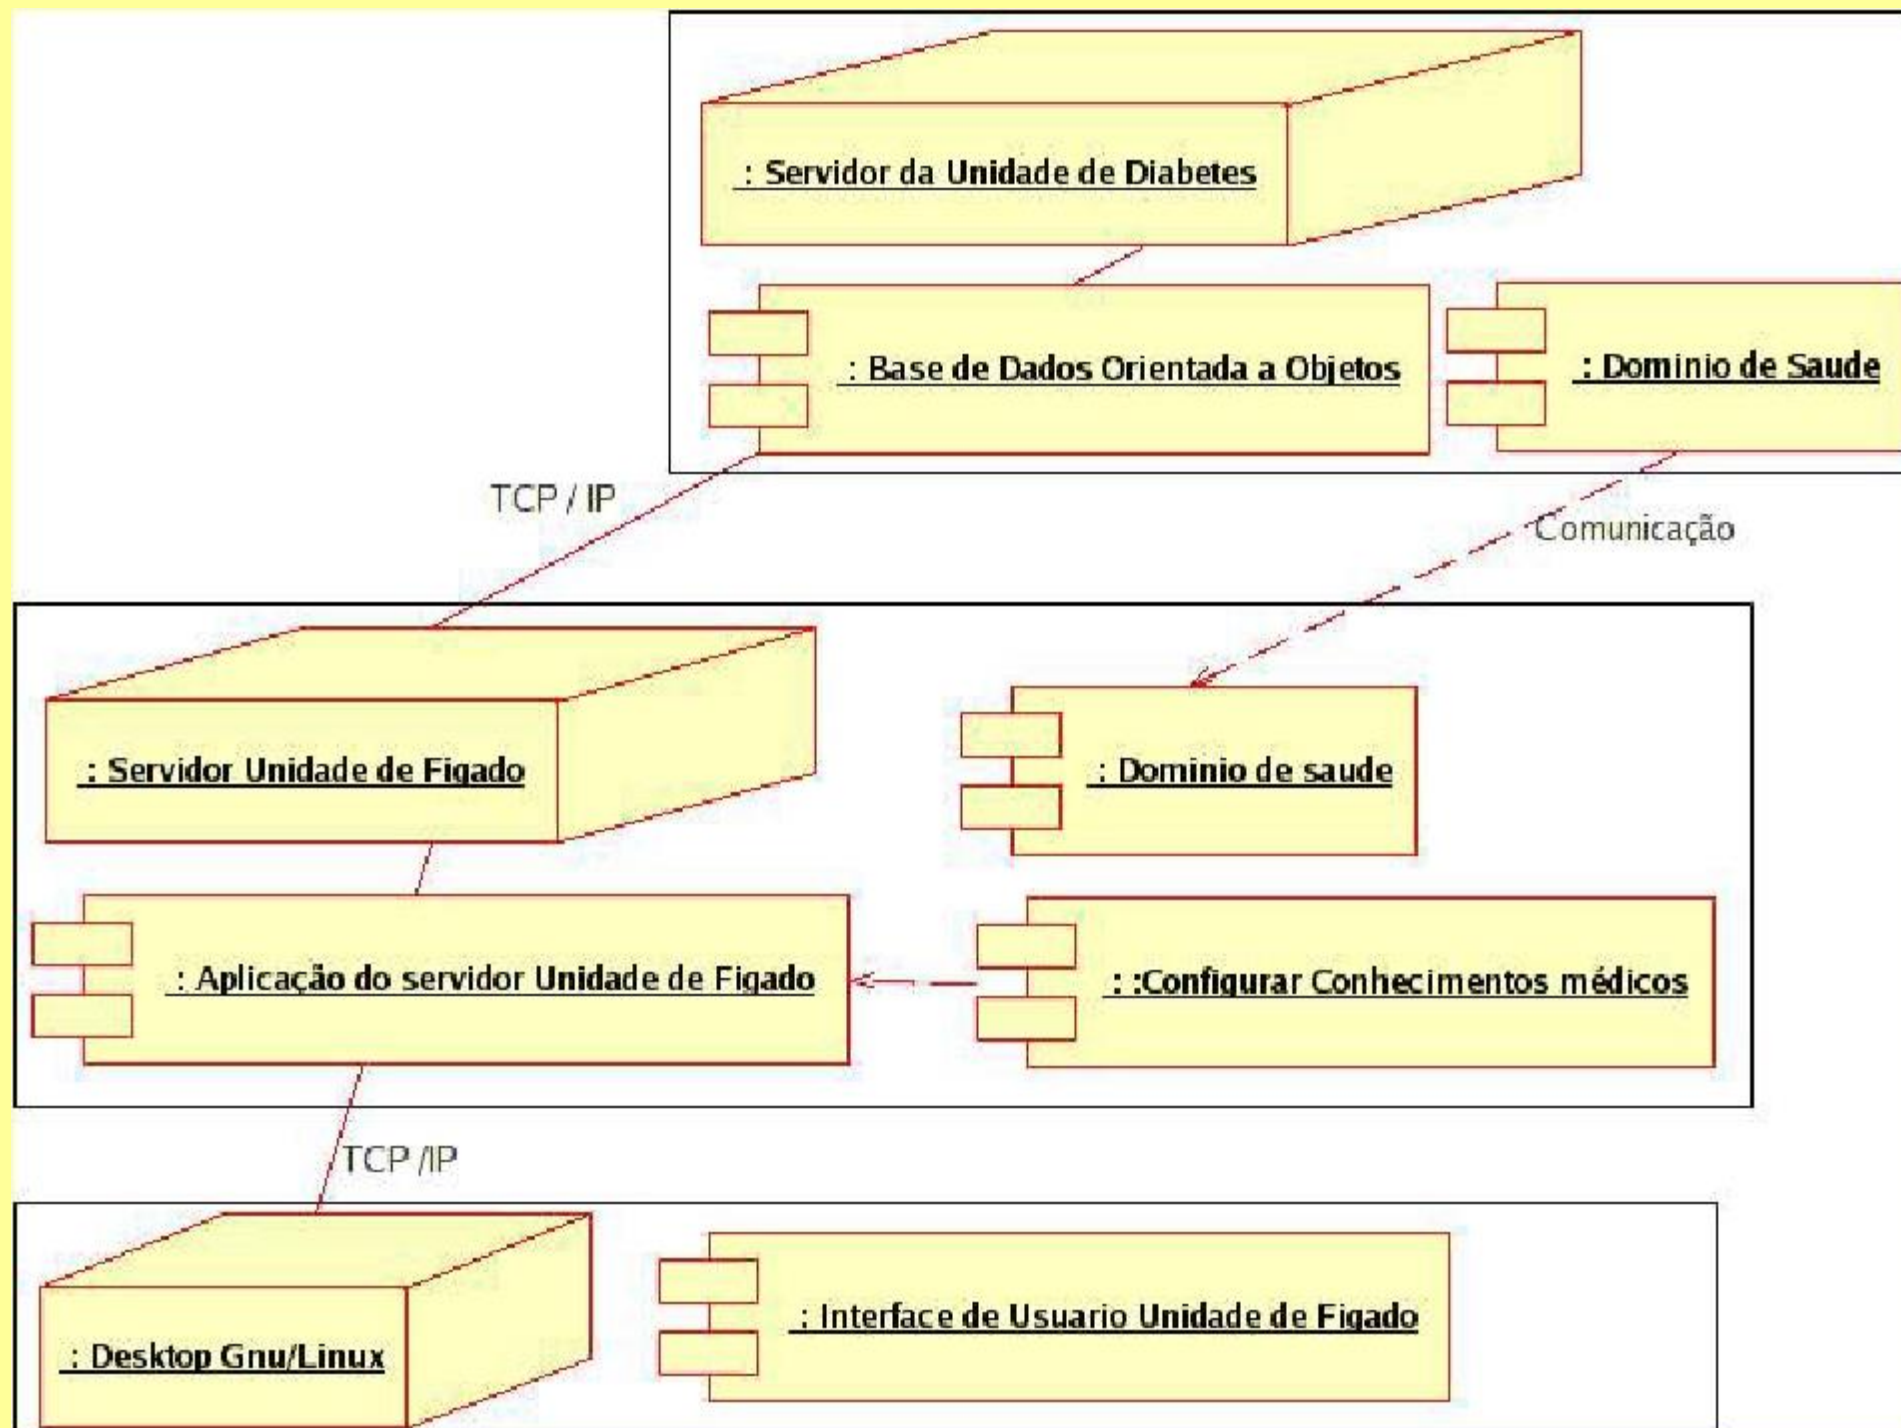 : Servidor da Unidade de Diabetes
: Base de Dados Orientada a Objetos
: Dominio de Saude
TCP / IP
Comunicação
: Servidor Unidade de Figado
: Dominio de saude
: Aplicação do servidor Unidade de Figado
: :Configurar Conhecimentos médicos
TCP /IP
: Desktop Gnu/Linux
: Interface de Usuario Unidade de Figado